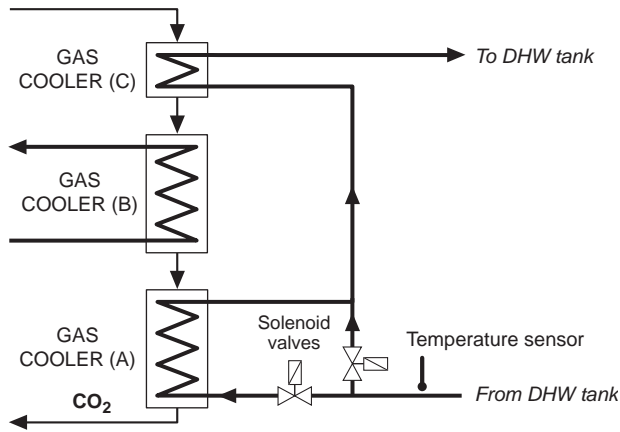 GAS
COOLER (C)
To DHW tank
GAS
COOLER (B)
GAS
COOLER (A)
Solenoid
valves
Temperature sensor
CO₂
From DHW tank